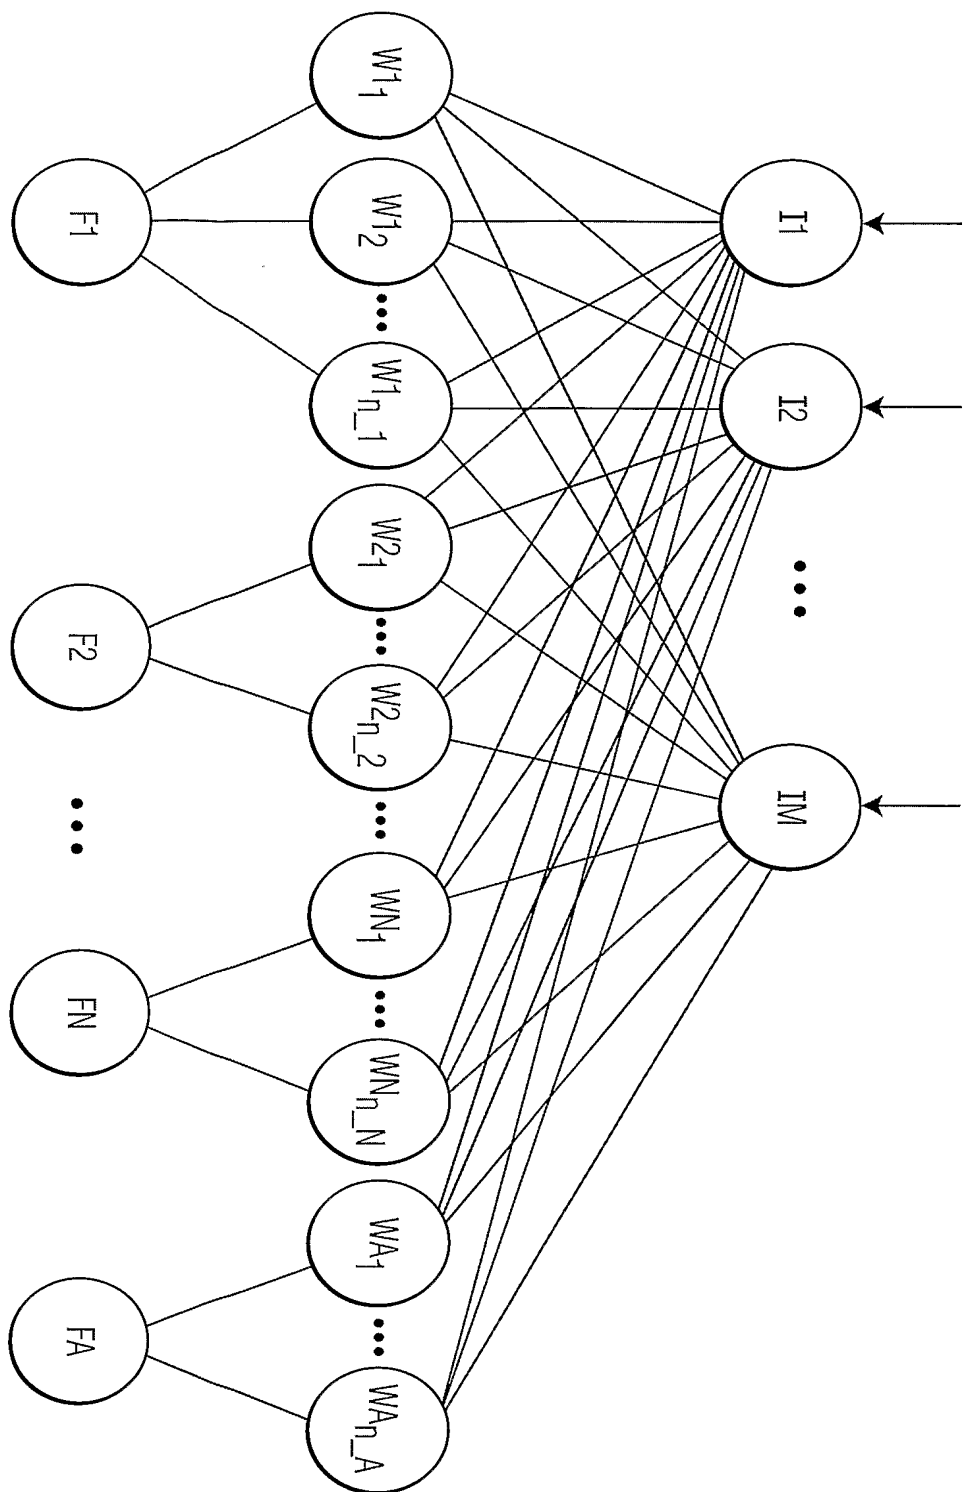 F1
F2
FN
FA
W1₁
W1₂
W1ₙ_₁
W2₁
W2ₙ_₂
WN₁
WNₙ_N
WA₁
WAₙ_A
I1
I2
IM